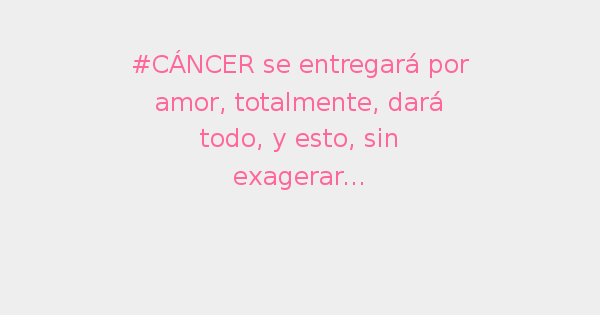 #CÁNCER se entregará por
amor, totalmente, dará
todo, y esto, sin
exagerar...